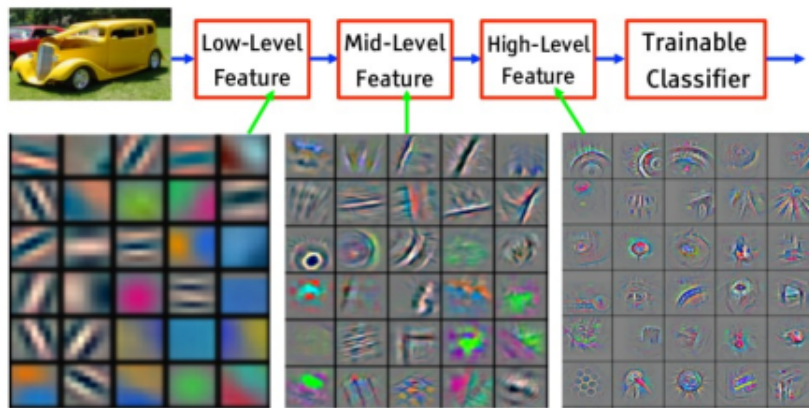 Low-Level
Feature
Mid-Level
Feature
High-Level
Feature
Trainable
Classifier